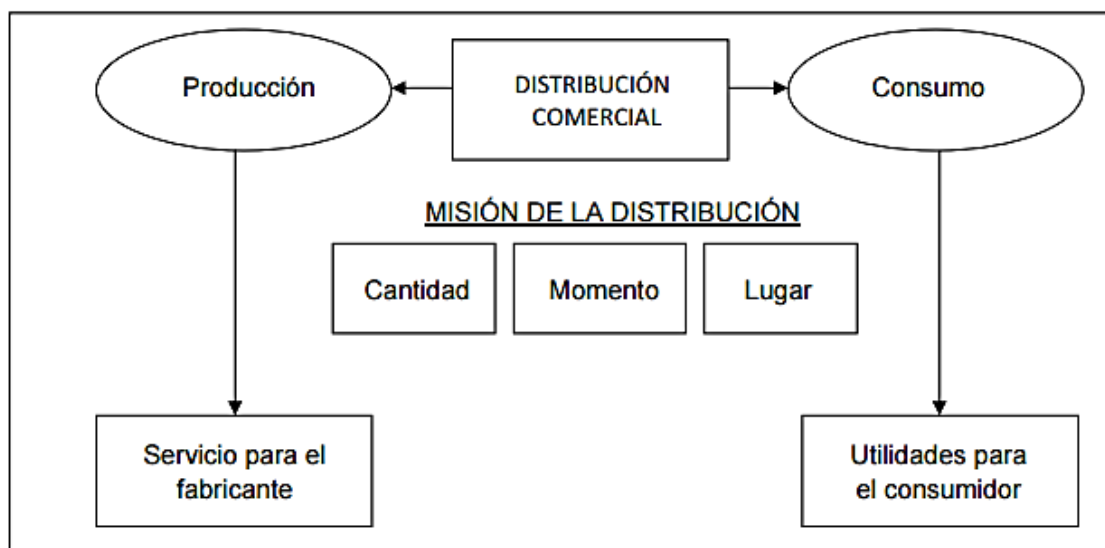 Producción
DISTRIBUCIÓN
COMERCIAL
Consumo
MISIÓN DE LA DISTRIBUCIÓN
Cantidad
Momento
Lugar
Servicio para el
fabricante
Utilidades para
el consumidor